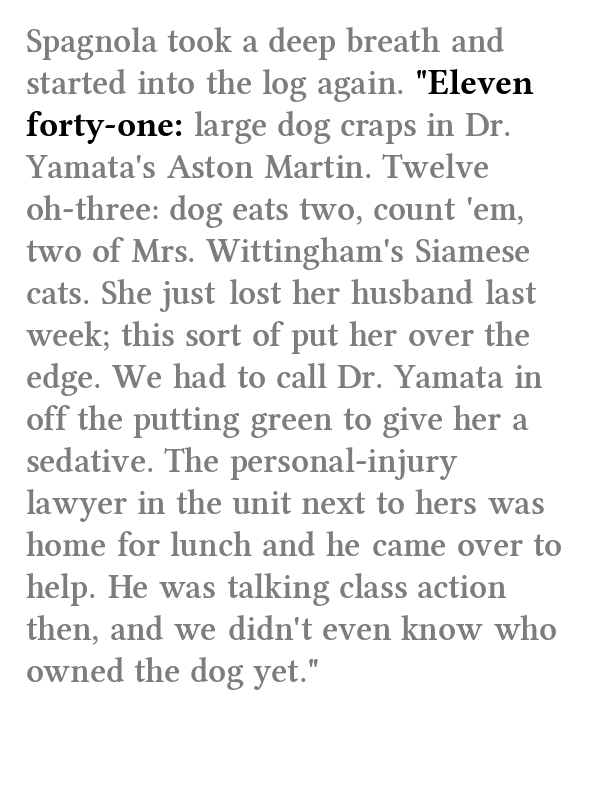 Spagnola took a deep breath and
started into the log again. "Eleven
forty-one: large dog craps in Dr.
Yamata's Aston Martin. Twelve
oh-three: dog eats two, count 'em,
two of Mrs. Wittingham's Siamese
cats. She just lost her husband last
week; this sort of put her over the
edge. We had to call Dr. Yamata in
off the putting green to give her a
sedative. The personal-injury
lawyer in the unit next to hers was
home for lunch and he came over to
help. He was talking class action
then, and we didn't even know who
owned the dog yet."